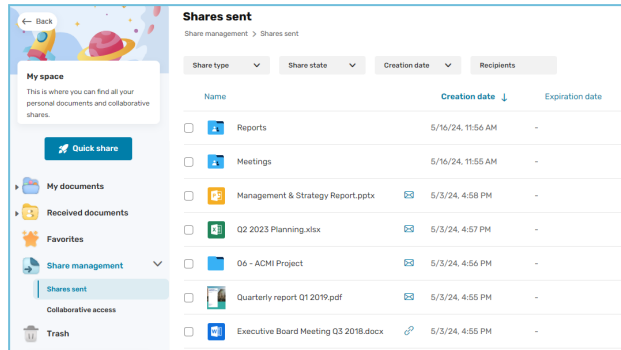 Back
My space
This is where you can find all your
personal documents and collaborative
shares.
Quick share
My documents
Received documents
Favorites
Share management
Shares sent
Collaborative access
Trash
Shares sent
Share management > Shares sent
Share type
Share state
Creation date
Recipients
Name Creation date ↓ Expiration date
Reports 5/16/24, 11:56 AM -
Meetings 5/16/24, 11:55 AM -
Management & Strategy Report.pptx 5/3/24, 4:58 PM -
Q2 2023 Planning.xlsx 5/3/24, 4:57 PM -
06 - ACMI Project 5/3/24, 4:56 PM -
Quarterly report Q1 2019.pdf 5/3/24, 4:55 PM -
Executive Board Meeting Q3 2018.docx 5/3/24, 4:55 PM -